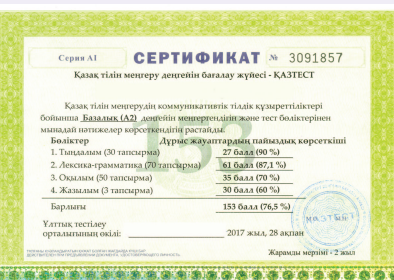 Серия AI
СЕРТИФИКАТ № 3091857
Қазақ тілін меңгеру деңгейін бағалау жүйесі - ҚАЗТЕСТ
Қазақ тілін меңгерудің коммуникативтік тілдік құзыреттіліктері
бойынша Базалық (А2) деңгейін меңгергендігін және тест бөліктерінен
мынадай нәтижелер көрсеткендігін растайды.
Бөліктер Дұрыс жауаптардың пайыздық көрсеткіші
1. Тыңдалым (30 тапсырма) 27 балл (90 %)
2. Лексика-грамматика (70 тапсырма) 61 балл (87,1 %)
3. Оқылым (50 тапсырма) 35 балл (70 %)
4. Жазылым (3 тапсырма) 30 балл (60 %)
Барлығы 153 балл (76,5 %)
153
Ұлттық тестілеу
орталығының өкілі: 2017 жыл, 28 ақпан
Жарамды мерзімі - 2 жыл